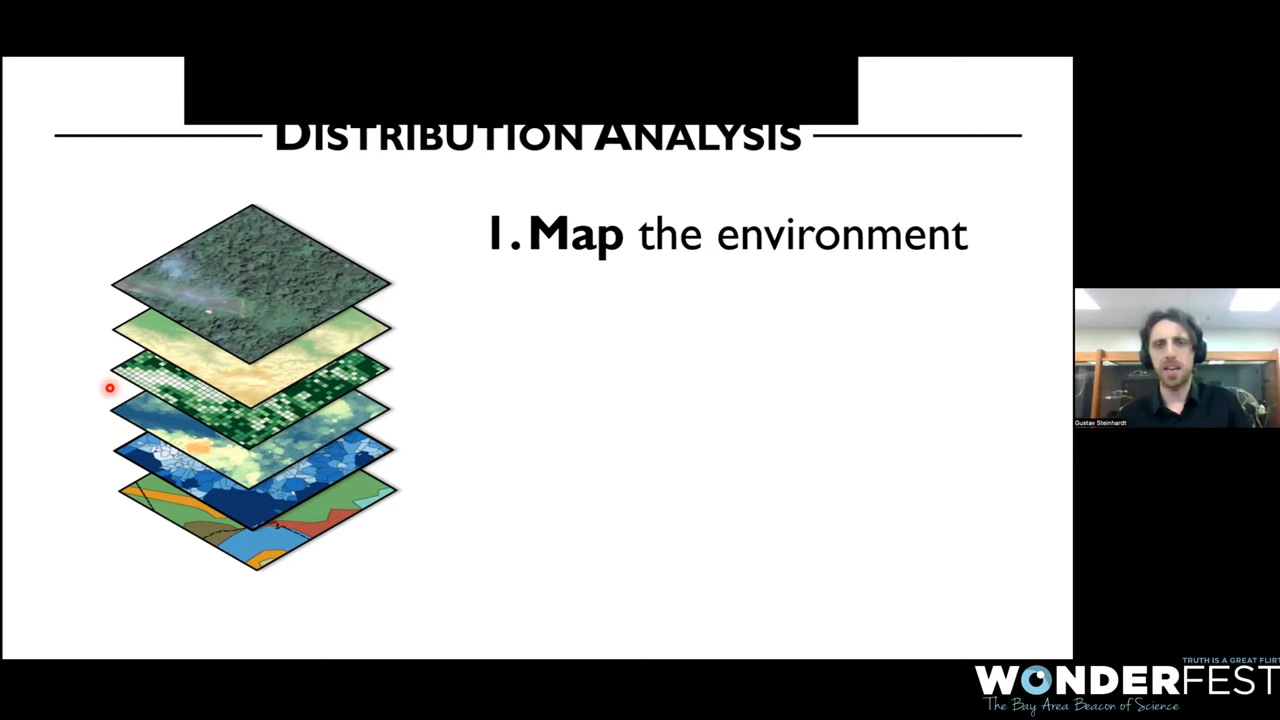 DISTRIBUTION ANALYSIS
1. Map the environment
Gustav Steinhardt
TRUTH IS A GREAT FLIRT
WONDERFEST
The Bay Area Beacon of Science